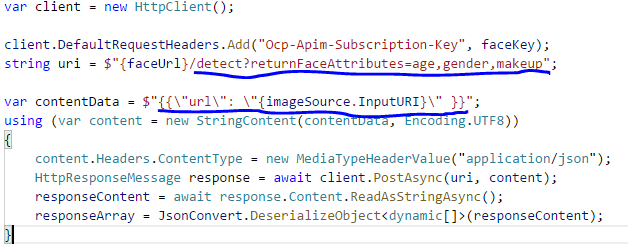 var client = new HttpClient();
client.DefaultRequestHeaders.Add("Ocp-Apim-Subscription-Key", faceKey);
string uri = $"{faceUrl}/detect?returnFaceAttributes=age,gender,makeup";
var contentData = $"{{\"url\": \"{imageSource.InputURI}\" }}";
using (var content = new StringContent(contentData, Encoding.UTF8))
{
content.Headers.ContentType = new MediaTypeHeaderValue("application/json");
HttpResponseMessage response = await client.PostAsync(uri, content);
responseContent = await response.Content.ReadAsStringAsync();
responseArray = JsonConvert.DeserializeObject<dynamic[]>(responseContent);
}